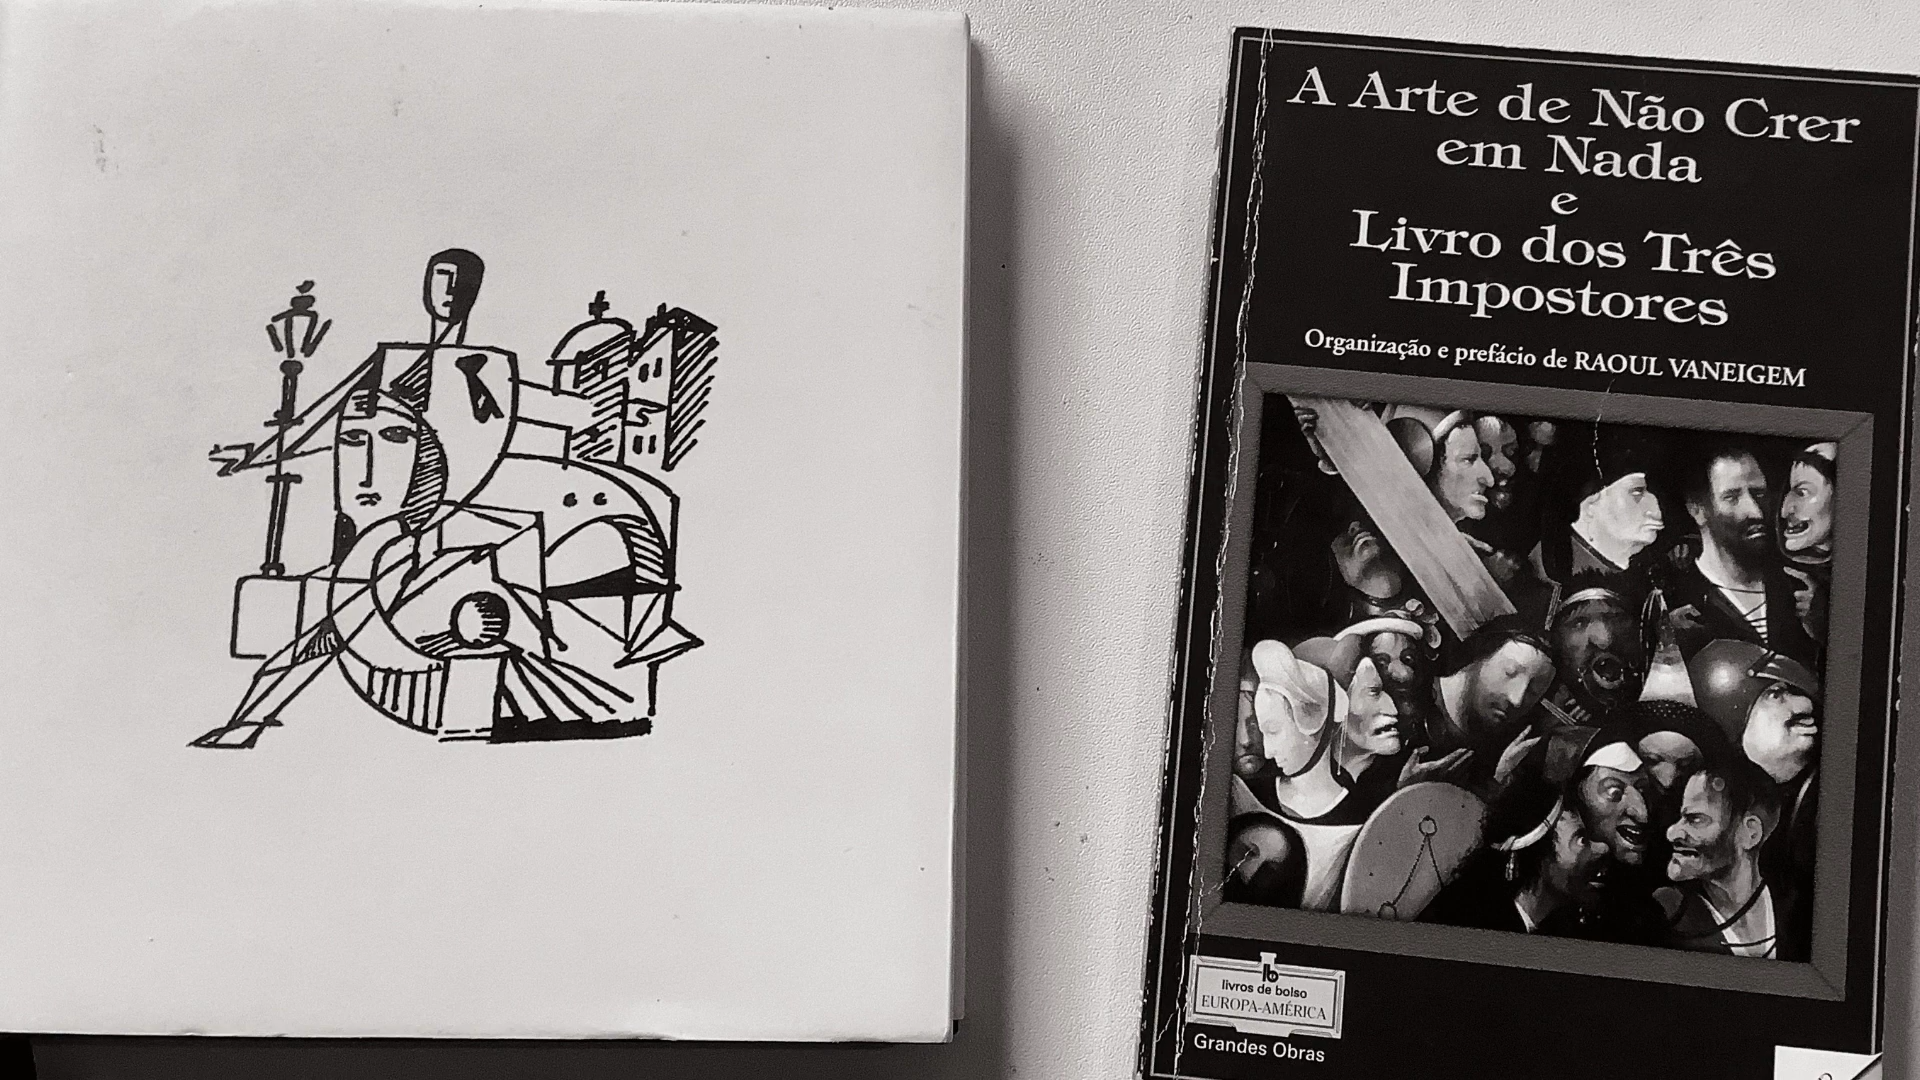 A Arte de Não Crer
em Nada
e
Livro dos Três
Impostores
Organização e prefácio de RAOUL VANEIGEM
lb
livros de bolso
EUROPA-AMÉRICA
Grandes Obras